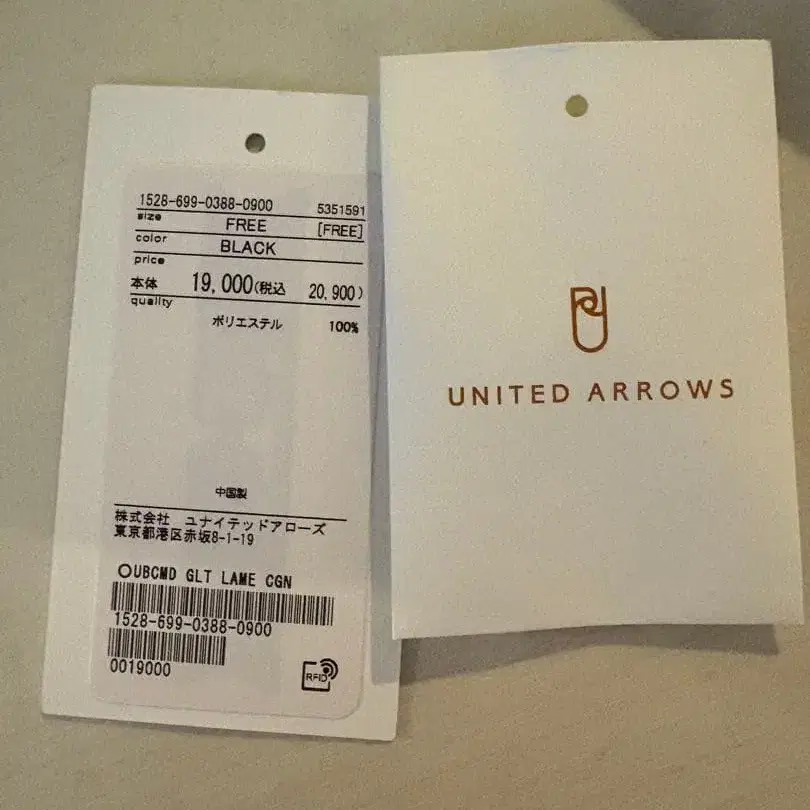 1528-699-0388-0900 5351591
size FREE [FREE]
color BLACK
price
本体 19,000(税込 20,900)
quality
ポリエステル 100%
中国製
株式会社 ユナイテッドアローズ
東京都港区赤坂8-1-19
〇UBCMD GLT LAME CGN
1528-699-0388-0900
0019000
RFID
UNITED ARROWS